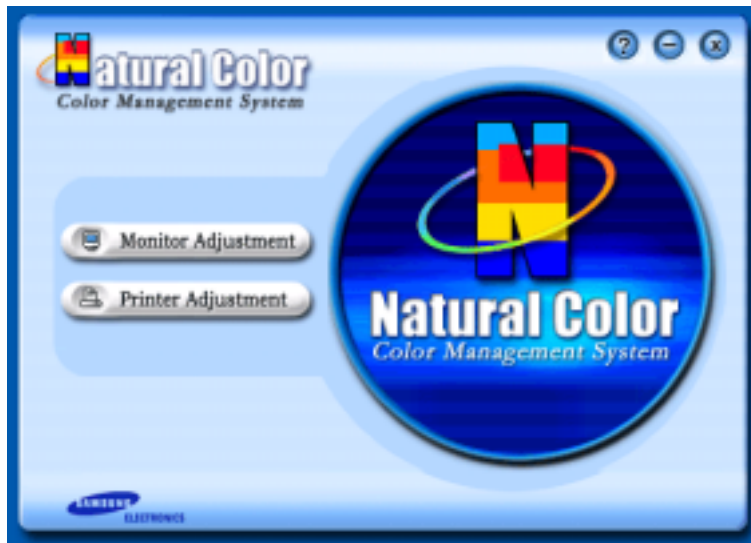 Natural Color
Color Management System
?
Monitor Adjustment
Printer Adjustment
N
Natural Color
Color Management System
SAMSUNG
ELECTRONICS